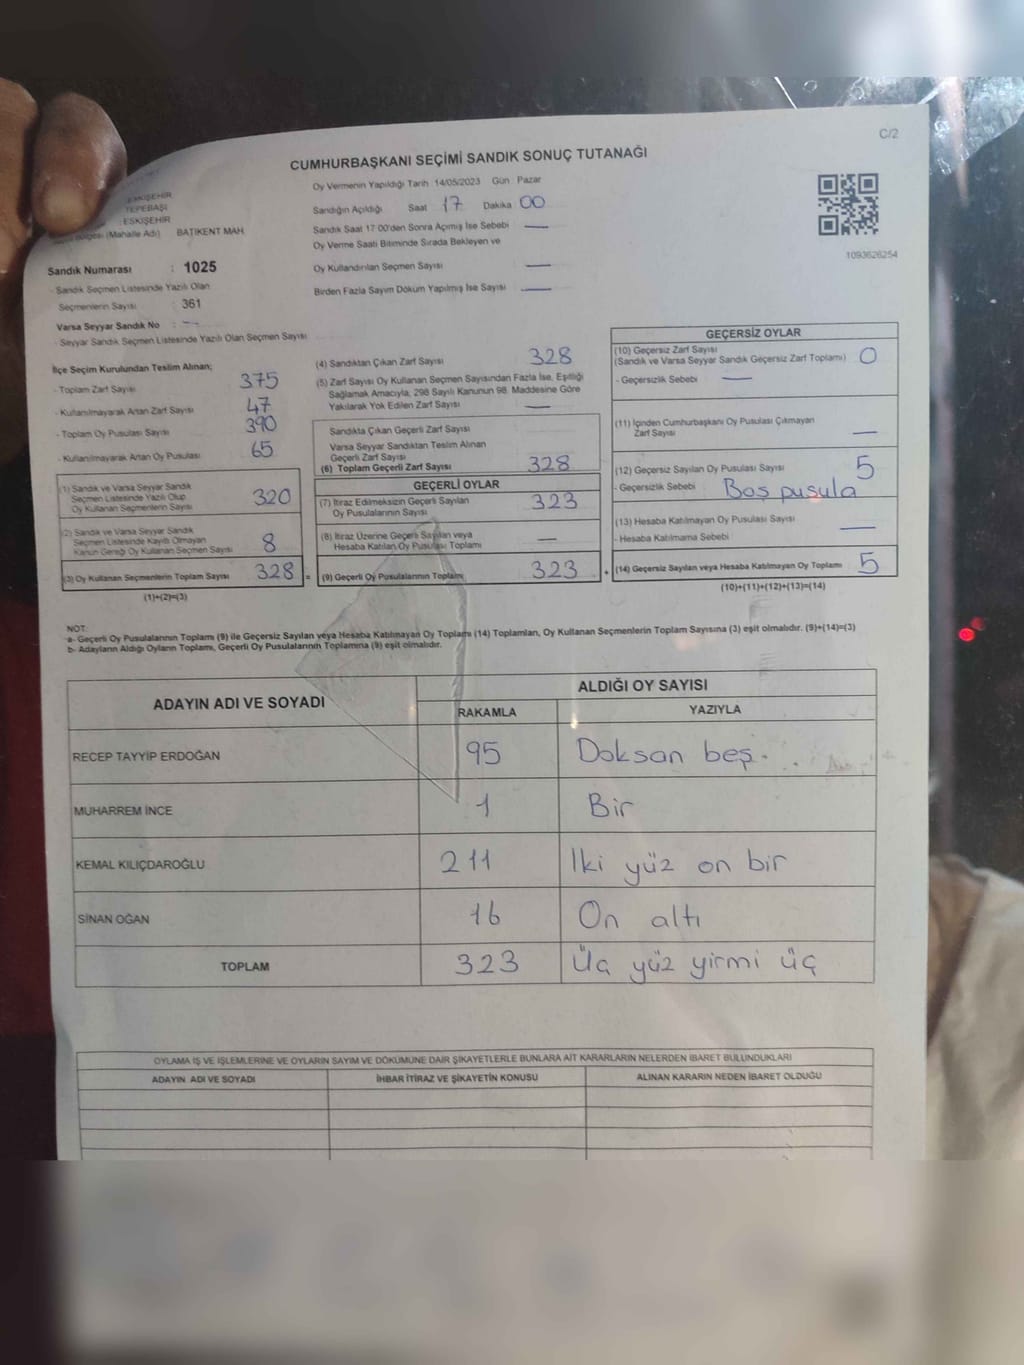 C/2
CUMHURBAŞKANI SEÇİMİ SANDIK SONUÇ TUTANAĞI
ESKİŞEHİR
TEPEBAŞI
: ESKİŞEHİR
Bölgesi (Mahalle Adı) BATIKENT MAH.
Sandık Numarası : 1025
- Sandık Seçmen Listesinde Yazılı Olan
Seçmenlerin Sayısı : 361
Varsa Seyyar Sandık No : -
- Seyyar Sandık Seçmen Listesinde Yazılı Olan Seçmen Sayısı
Oy Vermenin Yapıldığı Tarih 14/05/2023 Gün : Pazar
Sandığın Açıldığı Saat 17 Dakika 00
Sandık Saat 17:00'den Sonra Açımış İse Sebebi —
Oy Verme Saati Bitiminde Sırada Bekleyen ve
Oy Kullandırılan Seçmen Sayısı —
Birden Fazla Sayım Döküm Yapılmış İse Sayısı —
1093626254
İlçe Seçim Kurulundan Teslim Alınan;
- Toplam Zarf Sayısı 375
- Kullanılmayarak Artan Zarf Sayısı 47
- Toplam Oy Pusulası Sayısı 390
- Kullanılmayarak Artan Oy Pusulası 65
(1) Sandık ve Varsa Seyyar Sandık
Seçmen Listesinde Yazılı Olup
Oy Kullanan Seçmenlerin Sayısı 320
(2) Sandık ve Varsa Seyyar Sandık
Seçmen Listesinde Kayıtlı Olmayan
Kanun Gereği Oy Kullanan Seçmen Sayısı 8
(3) Oy Kullanan Seçmenlerin Toplam Sayısı 328 =
(1)+(2)=(3)
(4) Sandıktan Çıkan Zarf Sayısı 328
(5) Zarf Sayısı Oy Kullanan Seçmen Sayısından Fazla İse, Eşitliği
Sağlamak Amacıyla, 298 Sayılı Kanunun 98. Maddesine Göre
Yakılarak Yok Edilen Zarf Sayısı —
Sandıkta Çıkan Geçerli Zarf Sayısı
Varsa Seyyar Sandıktan Teslim Alınan
Geçerli Zarf Sayısı
(6) Toplam Geçerli Zarf Sayısı 328
GEÇERLİ OYLAR
(7) İtiraz Edilmeksizin Geçerli Sayılan
Oy Pusulalarının Sayısı 323
(8) İtiraz Üzerine Geçerli Sayılan veya
Hesaba Katılan Oy Pusulası Toplamı —
(9) Geçerli Oy Pusulalarının Toplamı 323 +
GEÇERSİZ OYLAR
(10) Geçersiz Zarf Sayısı
(Sandık ve Varsa Seyyar Sandık Geçersiz Zarf Toplamı) 0
- Geçersizlik Sebebi —
(11) İçinden Cumhurbaşkanı Oy Pusulası Çıkmayan
Zarf Sayısı —
(12) Geçersiz Sayılan Oy Pusulası Sayısı 5
- Geçersizlik Sebebi Boş pusula
(13) Hesaba Katılmayan Oy Pusulası Sayısı —
- Hesaba Katılmama Sebebi
(14) Geçersiz Sayılan veya Hesaba Katılmayan Oy Toplamı 5
(10)+(11)+(12)+(13)=(14)
NOT:
a- Geçerli Oy Pusulalarının Toplamı (9) ile Geçersiz Sayılan veya Hesaba Katılmayan Oy Toplamı (14) Toplamları, Oy Kullanan Seçmenlerin Toplam Sayısına (3) eşit olmalıdır. (9)+(14)=(3)
b- Adayların Aldığı Oyların Toplamı, Geçerli Oy Pusulalarının Toplamına (9) eşit olmalıdır.
ADAYIN ADI VE SOYADI
ALDIĞI OY SAYISI
RAKAMLA YAZIYLA
RECEP TAYYİP ERDOĞAN 95 Doksan beş.
MUHARREM İNCE 1 Bir
KEMAL KILIÇDAROĞLU 211 İki yüz on bir
SİNAN OĞAN 16 On altı
TOPLAM 323 Üç yüz yirmi üç
OYLAMA İŞ VE İŞLEMLERİNE VE OYLARIN SAYIM VE DÖKÜMÜNE DAİR ŞİKAYETLERLE BUNLARA AİT KARARLARIN NELERDEN İBARET BULUNDUKLARI
ADAYIN ADI VE SOYADI İHBAR İTİRAZ VE ŞİKAYETİN KONUSU ALINAN KARARIN NEDEN İBARET OLDUĞU